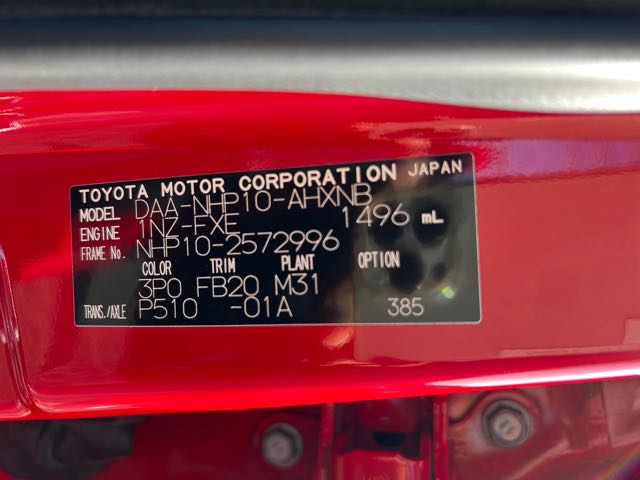 TOYOTA MOTOR CORPORATION JAPAN
MODEL DAA-NHP10-AHXNB
ENGINE 1NZ-FXE 1496 mL
FRAME No. NHP10-2572996
COLOR TRIM PLANT OPTION
3P0 FB20 M31
TRANS./AXLE P510 -01A 385